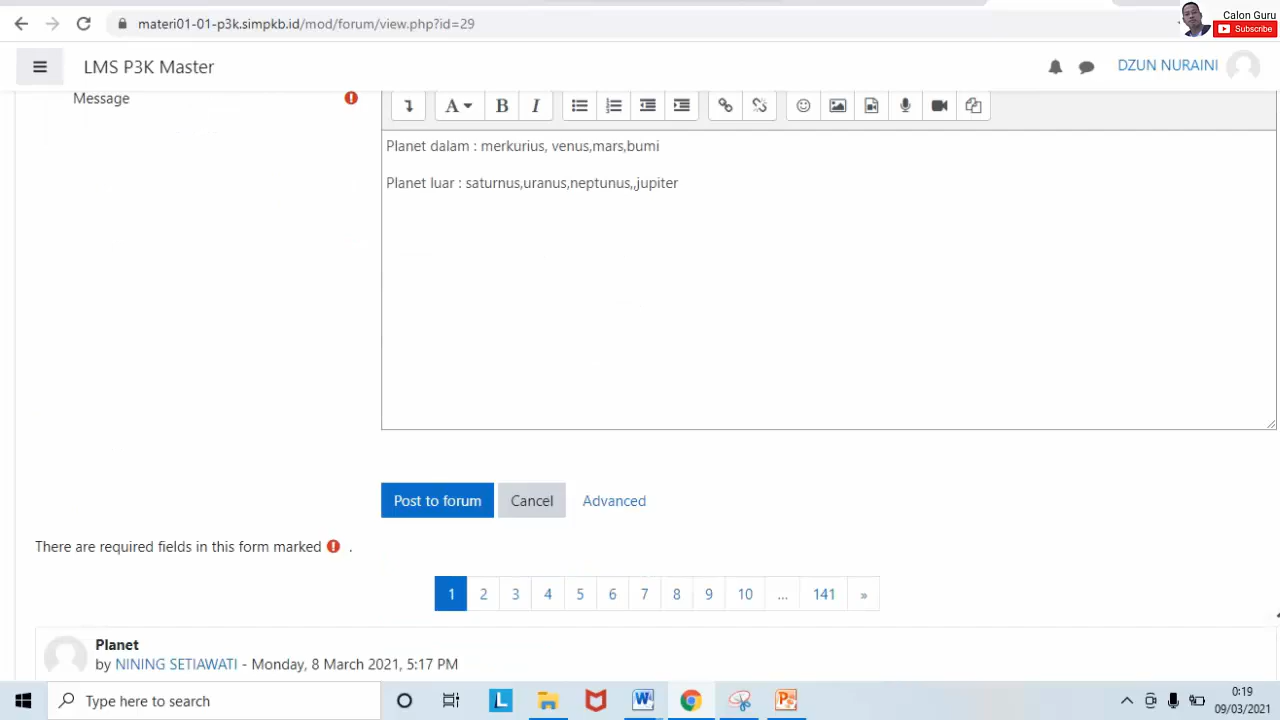 materi01-01-p3k.simpkb.id/mod/forum/view.php?id=29
Calon Guru
Subscribe
LMS P3K Master
DZUN NURAINI
Message
Planet dalam : merkurius, venus,mars,bumi
Planet luar : saturnus,uranus,neptunus,,jupiter
Post to forum
Cancel
Advanced
There are required fields in this form marked .
1 2 3 4 5 6 7 8 9 10 ... 141 »
Planet
by NINING SETIAWATI - Monday, 8 March 2021, 5:17 PM
Type here to search
0:19
09/03/2021